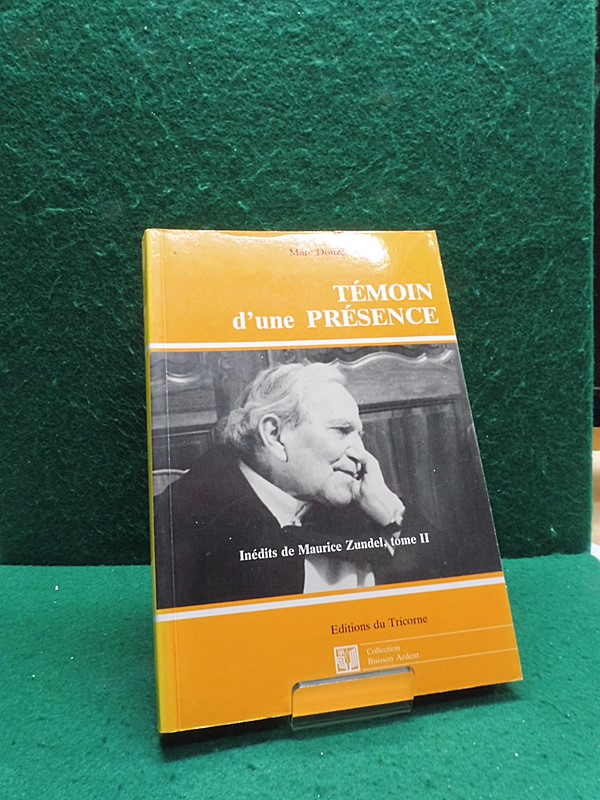 Marc Donzé
TÉMOIN
d'une PRÉSENCE
Inédits de Maurice Zundel, tome II
Editions du Tricorne
Collection
Buisson Ardent